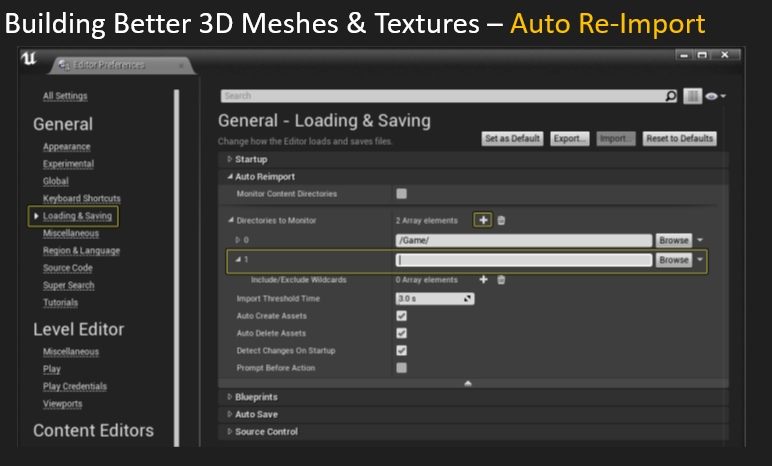 Building Better 3D Meshes & Textures – Auto Re-Import
Editor Preferences
All Settings
General
Appearance
Experimental
Global
Keyboard Shortcuts
Loading & Saving
Miscellaneous
Region & Language
Source Code
Super Search
Tutorials
Level Editor
Miscellaneous
Play
Play Credentials
Viewports
Content Editors
Search
General - Loading & Saving
Change how the Editor loads and saves files.
Set as Default Export... Import... Reset to Defaults
Startup
Auto Reimport
Monitor Content Directories
Directories to Monitor 2 Array elements
0 /Game/ Browse
1 Browse
Include/Exclude Wildcards 0 Array elements
Import Threshold Time 3.0 s
Auto Create Assets
Auto Delete Assets
Detect Changes On Startup
Prompt Before Action
Blueprints
Auto Save
Source Control